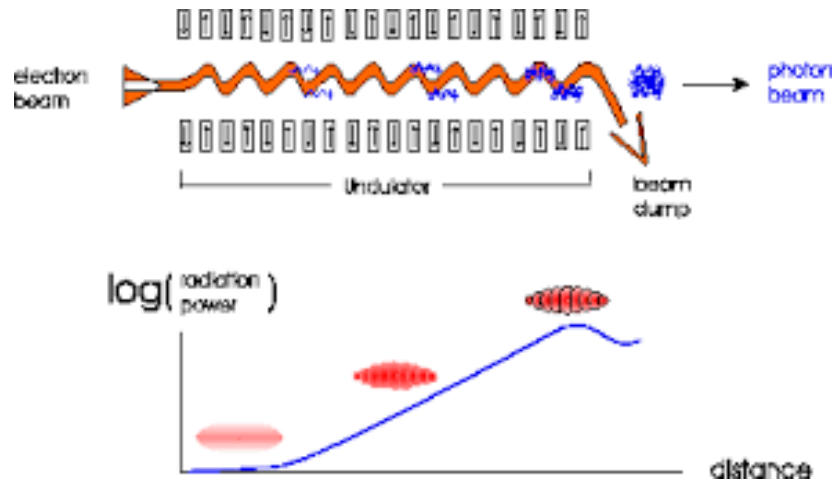 electron
beam
photon
beam
Undulator
beam
dump
log( radiation
power )
distance